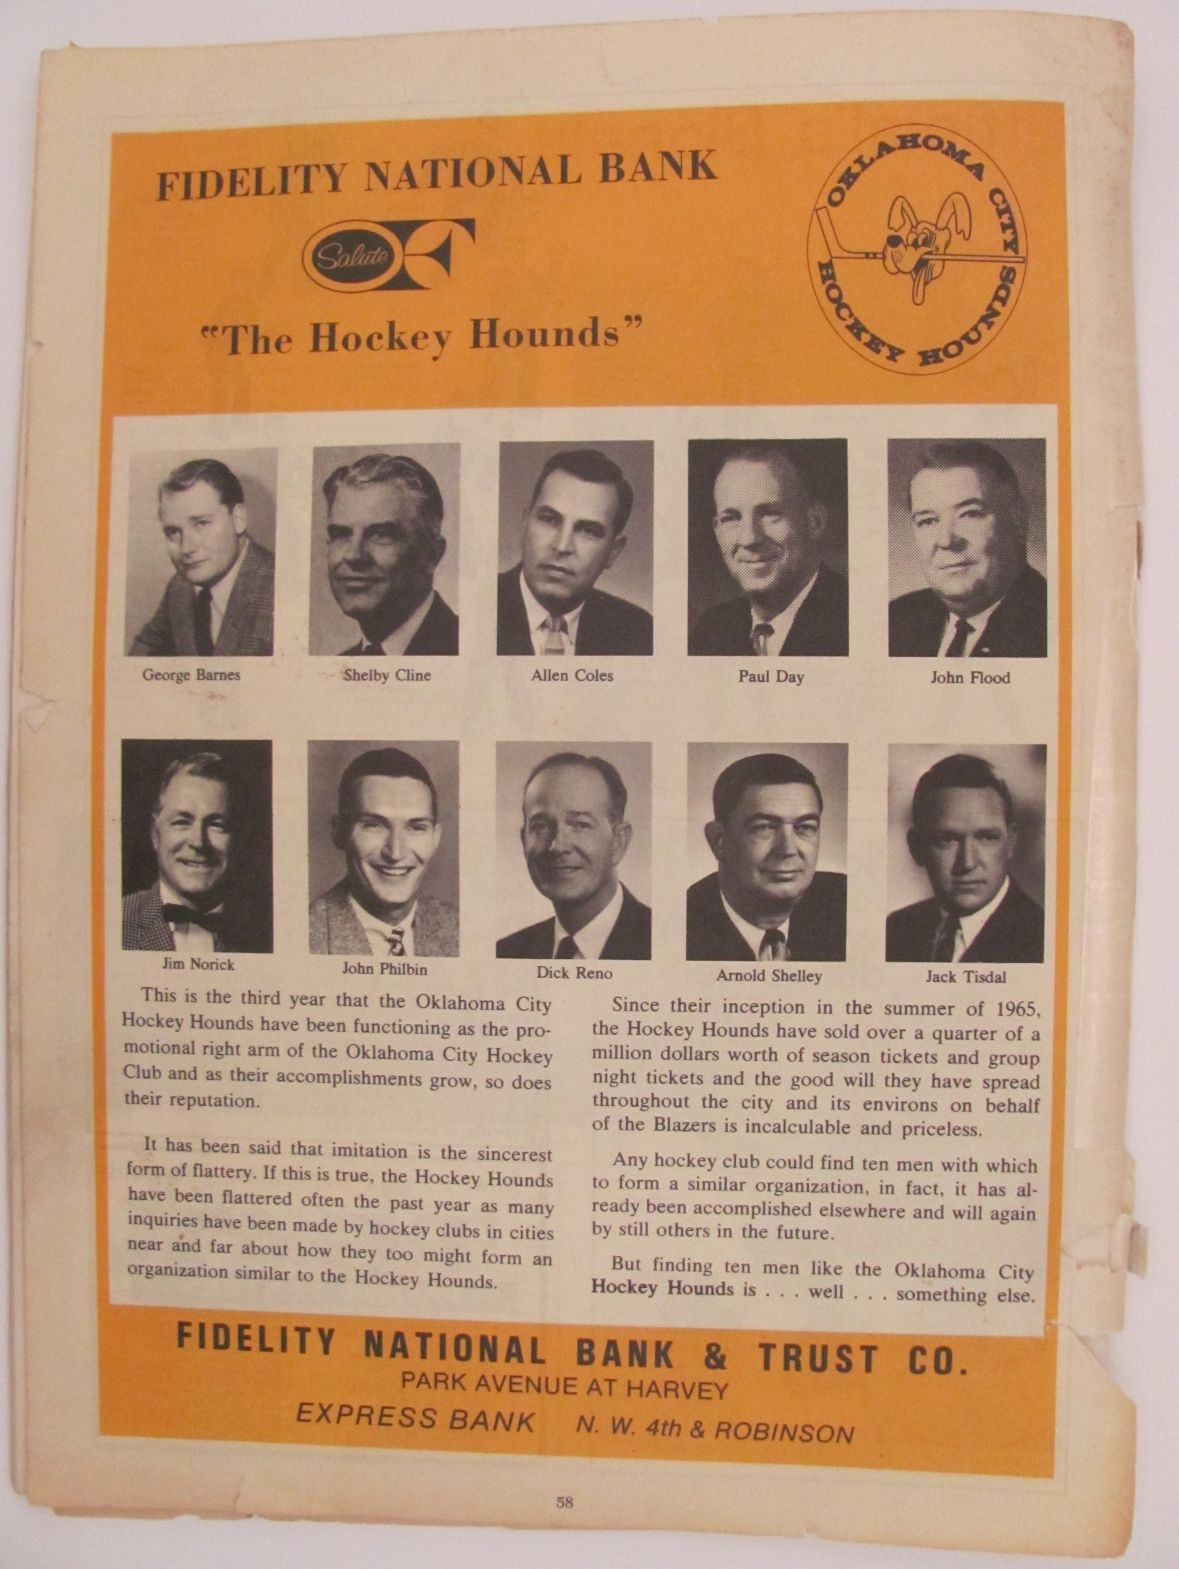 FIDELITY NATIONAL BANK
Salute
"The Hockey Hounds"
OKLAHOMA CITY
HOCKEY HOUNDS
George Barnes
Shelby Cline
Allen Coles
Paul Day
John Flood
Jim Norick
John Philbin
Dick Reno
Arnold Shelley
Jack Tisdal
This is the third year that the Oklahoma City
Hockey Hounds have been functioning as the pro-
motional right arm of the Oklahoma City Hockey
Club and as their accomplishments grow, so does
their reputation.
It has been said that imitation is the sincerest
form of flattery. If this is true, the Hockey Hounds
have been flattered often the past year as many
inquiries have been made by hockey clubs in cities
near and far about how they too might form an
organization similar to the Hockey Hounds.
Since their inception in the summer of 1965,
the Hockey Hounds have sold over a quarter of a
million dollars worth of season tickets and group
night tickets and the good will they have spread
throughout the city and its environs on behalf
of the Blazers is incalculable and priceless.
Any hockey club could find ten men with which
to form a similar organization, in fact, it has al-
ready been accomplished elsewhere and will again
by still others in the future.
But finding ten men like the Oklahoma City
Hockey Hounds is . . . well . . . something else.
FIDELITY NATIONAL BANK & TRUST CO.
PARK AVENUE AT HARVEY
EXPRESS BANK N. W. 4th & ROBINSON
58